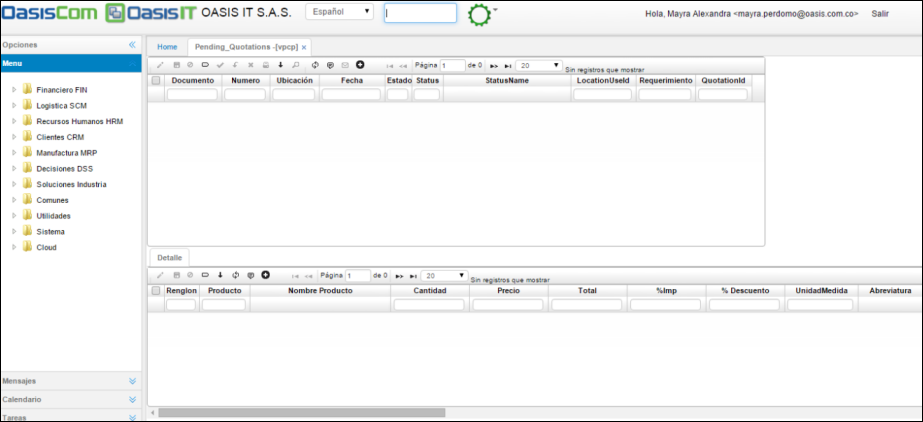 OasisCom OasisIT OASIS IT S.A.S. Español Hola, Mayra Alexandra <mayra.perdomo@oasis.com.co> Salir
Opciones
Home Pending_Quotations -[vpcp] x
Menu
Página 1 de 0 20 Sin registros que mostrar
Documento Numero Ubicación Fecha Estado Status StatusName LocationUseId Requerimiento QuotationId
Financiero FIN
Logistica SCM
Recursos Humanos HRM
Clientes CRM
Manufactura MRP
Decisiones DSS
Soluciones Industria
Comunes
Utilidades
Sistema
Cloud
Detalle
Página 1 de 0 20 Sin registros que mostrar
Renglon Producto Nombre Producto Cantidad Precio Total %Imp % Descuento UnidadMedida Abreviatura
Mensajes
Calendario
Tareas